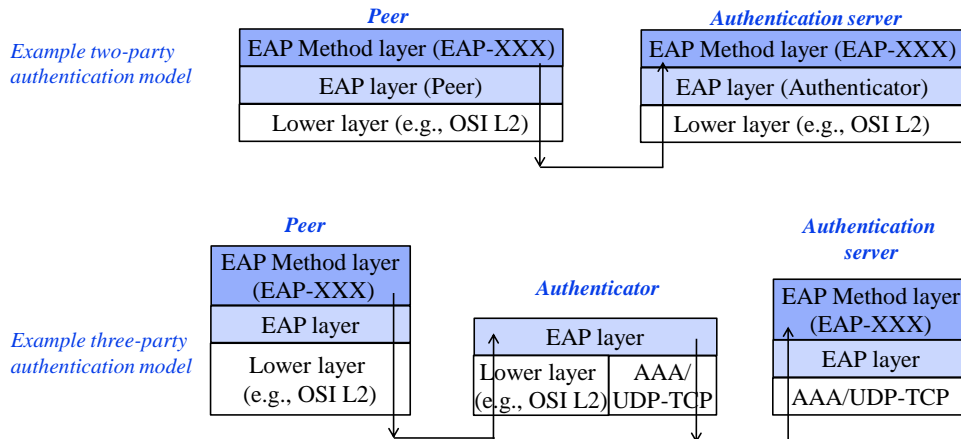 Peer
Authentication server
Example two-party
authentication model
EAP Method layer (EAP-XXX)
EAP layer (Peer)
Lower layer (e.g., OSI L2)
EAP Method layer (EAP-XXX)
EAP layer (Authenticator)
Lower layer (e.g., OSI L2)
Example three-party
authentication model
Peer
EAP Method layer
(EAP-XXX)
EAP layer
Lower layer
(e.g., OSI L2)
Authenticator
EAP layer
Lower layer
(e.g., OSI L2)
AAA/
UDP-TCP
Authentication
server
EAP Method layer
(EAP-XXX)
EAP layer
AAA/UDP-TCP